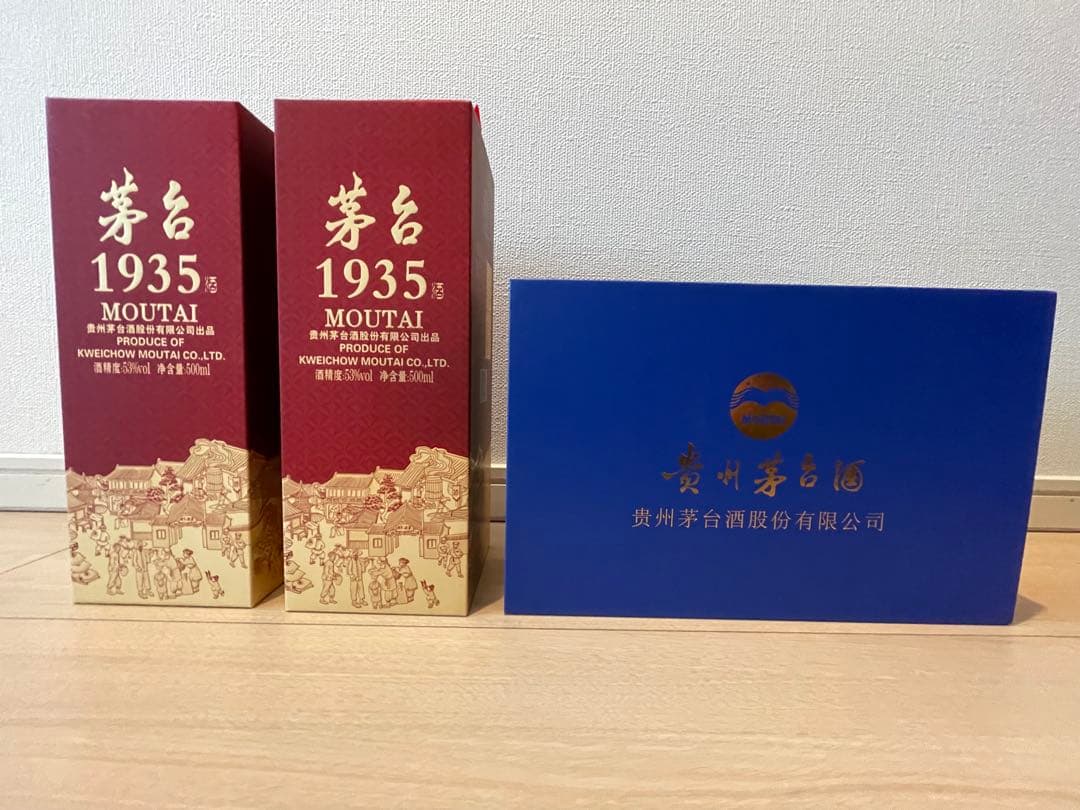 茅台
1935酒
MOUTAI
贵州茅台酒股份有限公司出品
PRODUCE OF
KWEICHOW MOUTAI CO.,LTD.
酒精度:53%vol 净含量:500ml
茅台
1935酒
MOUTAI
贵州茅台酒股份有限公司出品
PRODUCE OF
KWEICHOW MOUTAI CO.,LTD.
酒精度:53%vol 净含量:500ml
MOUTAI
贵州茅台酒
贵州茅台酒股份有限公司